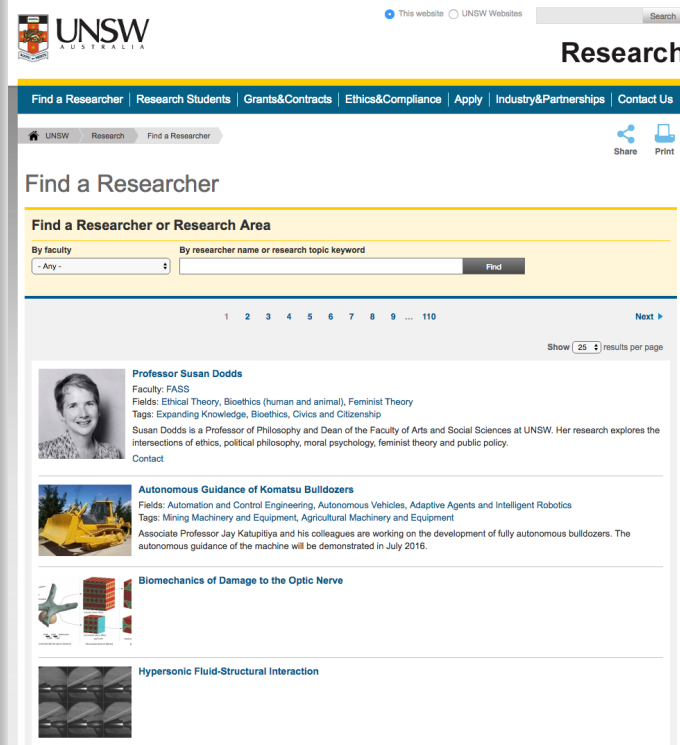 UNSW
AUSTRALIA
This website UNSW Websites Search
Research
Find a Researcher Research Students Grants&Contracts Ethics&Compliance Apply Industry&Partnerships Contact Us
UNSW Research Find a Researcher
Share Print
Find a Researcher
Find a Researcher or Research Area
By faculty By researcher name or research topic keyword
- Any - Find
1 2 3 4 5 6 7 8 9 ... 110 Next
Show 25 results per page
Professor Susan Dodds
Faculty: FASS
Fields: Ethical Theory, Bioethics (human and animal), Feminist Theory
Tags: Expanding Knowledge, Bioethics, Civics and Citizenship
Susan Dodds is a Professor of Philosophy and Dean of the Faculty of Arts and Social Sciences at UNSW. Her research explores the
intersections of ethics, political philosophy, moral psychology, feminist theory and public policy.
Contact
Autonomous Guidance of Komatsu Bulldozers
Fields: Automation and Control Engineering, Autonomous Vehicles, Adaptive Agents and Intelligent Robotics
Tags: Mining Machinery and Equipment, Agricultural Machinery and Equipment
Associate Professor Jay Katupitiya and his colleagues are working on the development of fully autonomous bulldozers. The
autonomous guidance of the machine will be demonstrated in July 2016.
Biomechanics of Damage to the Optic Nerve
Hypersonic Fluid-Structural Interaction